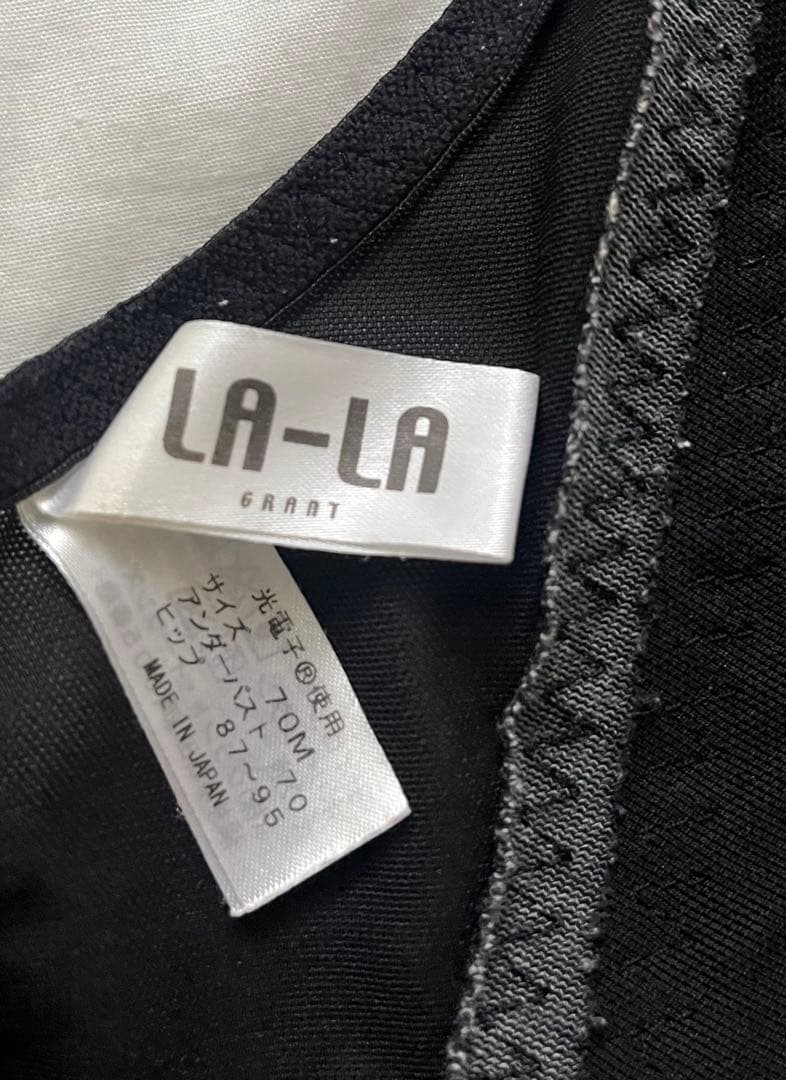 LA-LA
GRANT
光電子®使用
サイズ 70M
アンダーバスト 70
ヒップ 87〜95
MADE IN JAPAN